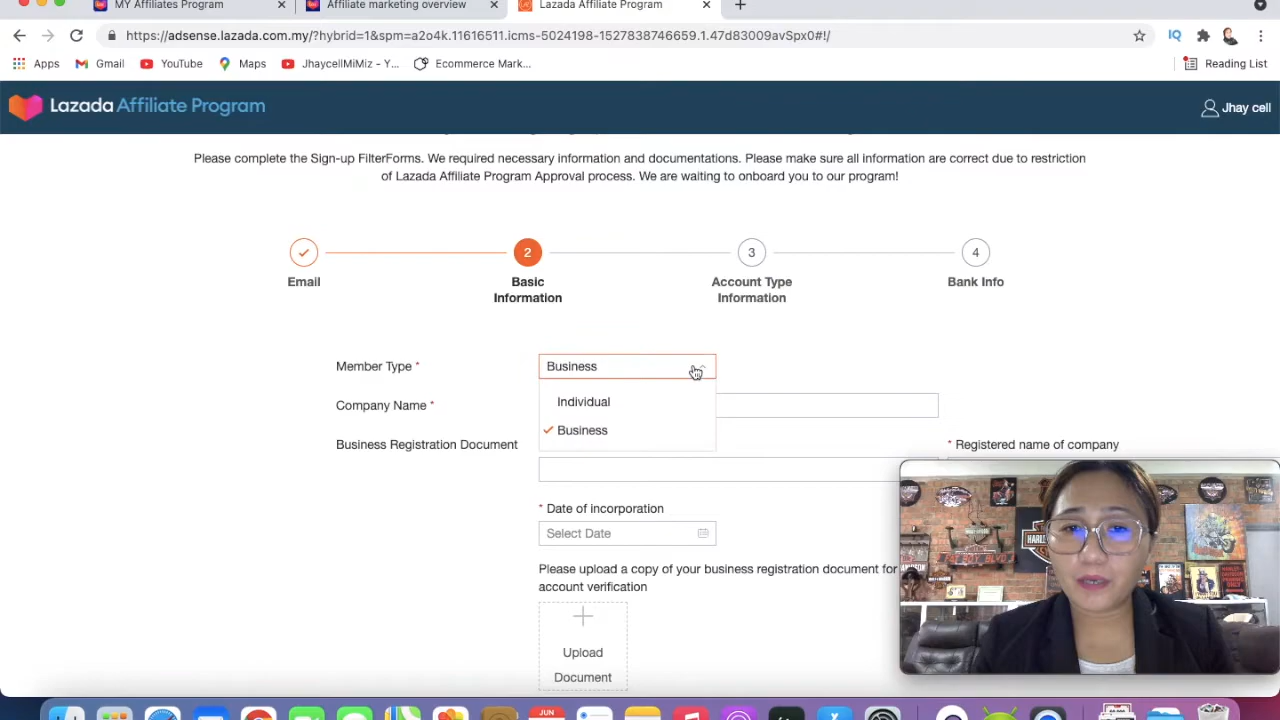 MY Affiliates Program
Affiliate marketing overview
Lazada Affiliate Program
https://adsense.lazada.com.my/?hybrid=1&spm=a2o4k.11616511.icms-5024198-1527838746659.1.47d83009avSpx0#!/
Apps
Gmail
YouTube
Maps
JhaycellMiMiz - Y...
Ecommerce Mark...
Reading List
Lazada Affiliate Program
Jhay cell
Please complete the Sign-up FilterForms. We required necessary information and documentations. Please make sure all information are correct due to restriction
of Lazada Affiliate Program Approval process. We are waiting to onboard you to our program!
2
3
4
Email
Basic
Information
Account Type
Information
Bank Info
Member Type *
Business
Individual
Business
Company Name *
Business Registration Document
* Registered name of company
* Date of incorporation
Select Date
Please upload a copy of your business registration document for
account verification
Upload
Document
JUN